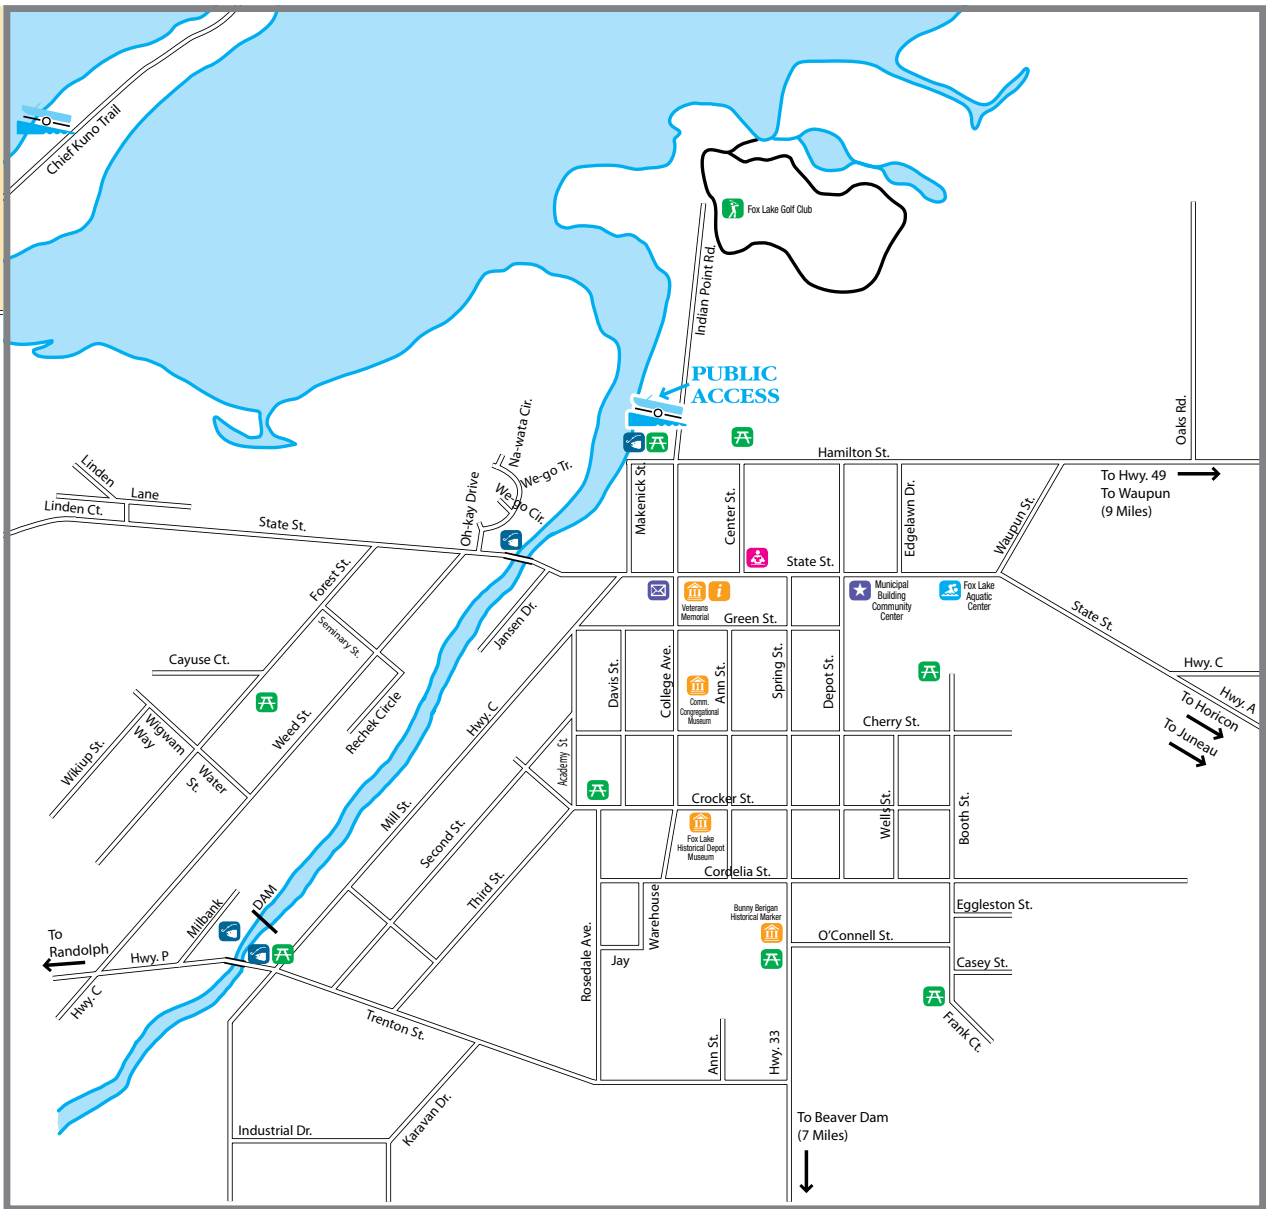 Chief Kuno Trail
Fox Lake Golf Club
Indian Point Rd.
PUBLIC
ACCESS
Oaks Rd.
Hamilton St.
To Hwy. 49
To Waupun
(9 Miles)
Na-wata Cir.
We-go Tr.
We-go Cir.
Oh-kay Drive
Linden
Lane
Linden Ct.
State St.
Makenick St.
Center St.
Edgelawn Dr.
Waupun St.
State St.
Forest St.
Seminary St.
Jansen Dr.
Veterans
Memorial
Green St.
Municipal
Building
Community
Center
Fox Lake
Aquatic
Center
State St.
Hwy. C
Hwy. A
To Horicon
To Juneau
Cayuse Ct.
Wigwam
Way
Wikiup St.
Water
St.
Weed St.
Rechek Circle
Hwy. C
Davis St.
College Ave.
Ann St.
Comm.
Congregational
Museum
Spring St.
Depot St.
Cherry St.
Academy St
Mill St.
Second St.
Third St.
Crocker St.
Wells St.
Booth St.
Fox Lake
Historical Depot
Museum
Cordelia St.
Warehouse
Jay
Rosedale Ave.
Bunny Berigan
Historical Marker
O'Connell St.
Eggleston St.
Casey St.
Frank Ct.
DAM
Milbank
To
Randolph
Hwy. P
Hwy. C
Trenton St.
Ann St.
Hwy. 33
Karavan Dr.
Industrial Dr.
To Beaver Dam
(7 Miles)